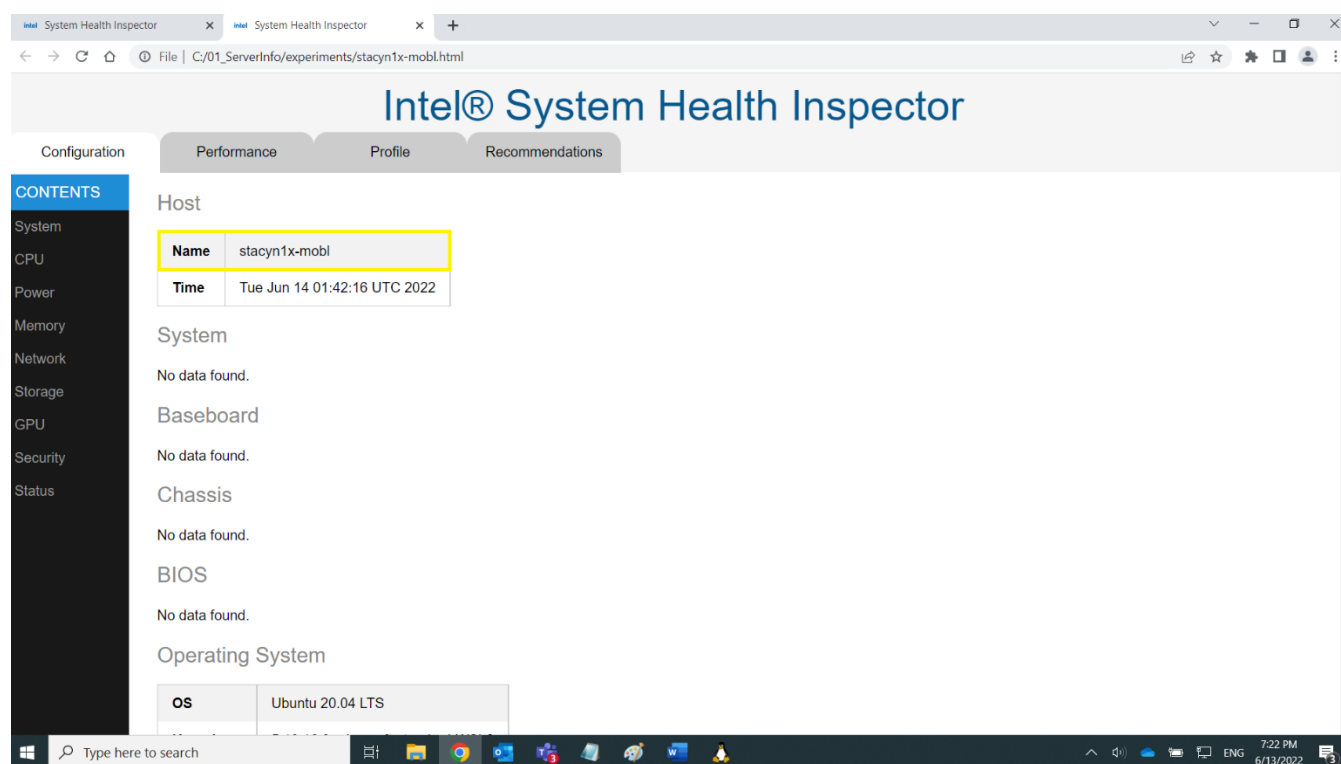 intel System Health Inspector
intel System Health Inspector
File | C:/01_ServerInfo/experiments/stacyn1x-mobl.html
Intel® System Health Inspector
Configuration Performance Profile Recommendations
CONTENTS
System
CPU
Power
Memory
Network
Storage
GPU
Security
Status
Host
Name stacyn1x-mobl
Time Tue Jun 14 01:42:16 UTC 2022
System
No data found.
Baseboard
No data found.
Chassis
No data found.
BIOS
No data found.
Operating System
OS Ubuntu 20.04 LTS
Type here to search
ENG
7:22 PM
6/13/2022